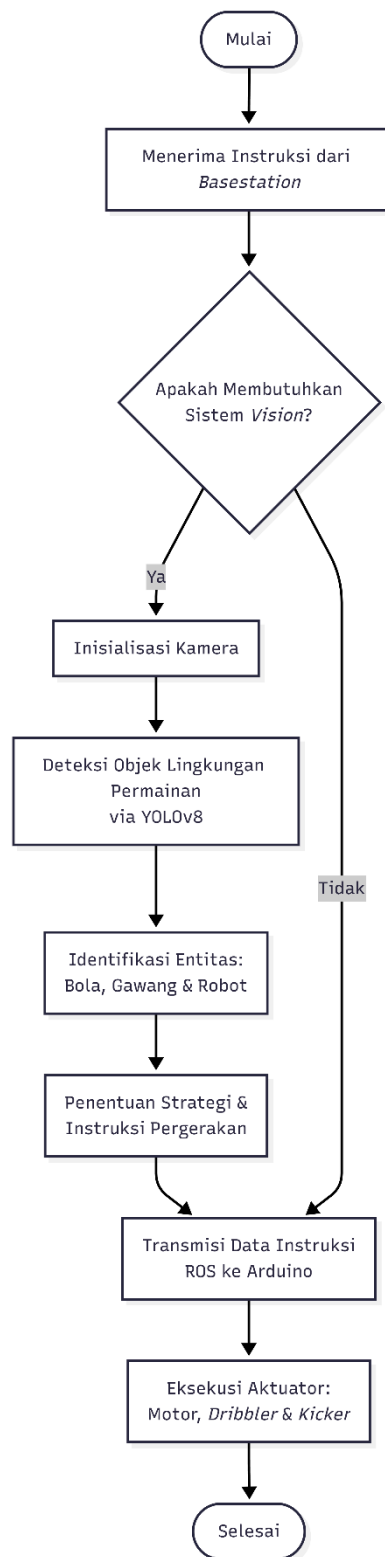 Mulai
Menerima Instruksi dari
Basestation
Apakah Membutuhkan
Sistem Vision?
Ya
Inisialisasi Kamera
Deteksi Objek Lingkungan
Permainan
via YOLOv8
Tidak
Identifikasi Entitas:
Bola, Gawang & Robot
Penentuan Strategi &
Instruksi Pergerakan
Transmisi Data Instruksi
ROS ke Arduino
Eksekusi Aktuator:
Motor, Dribbler & Kicker
Selesai